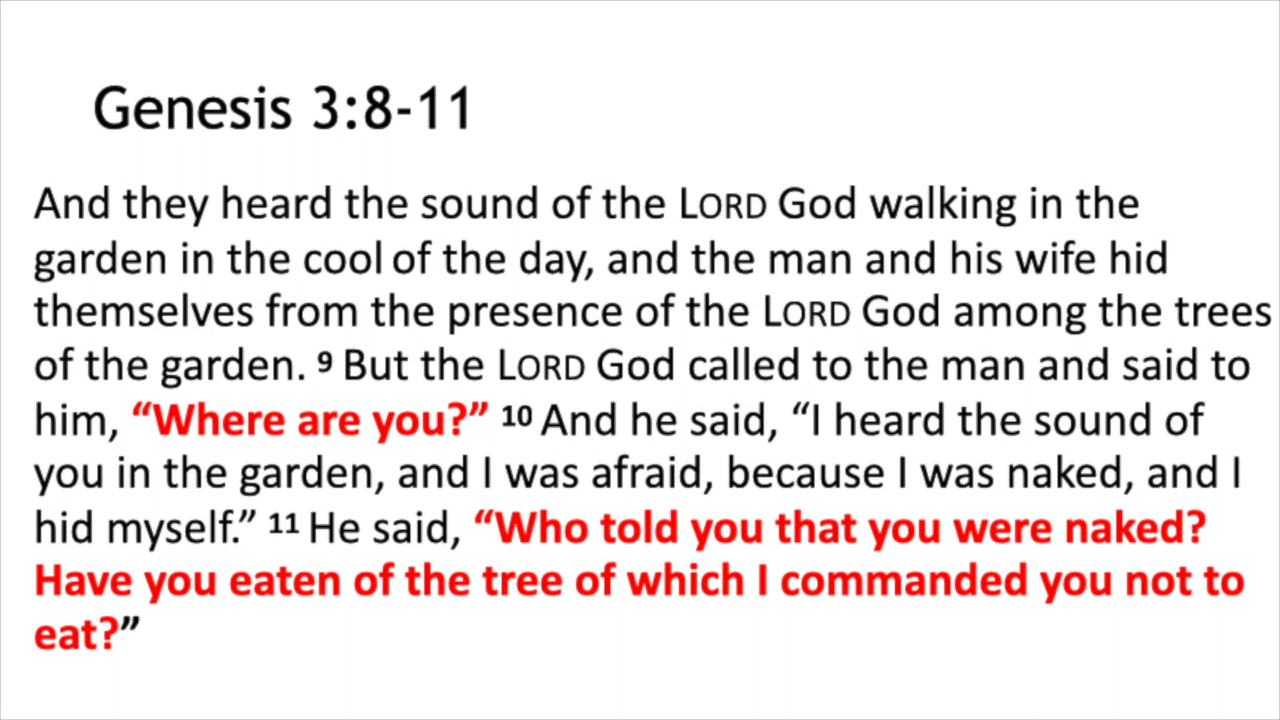 Genesis 3:8-11
And they heard the sound of the LORD God walking in the
garden in the cool of the day, and the man and his wife hid
themselves from the presence of the LORD God among the trees
of the garden. 9 But the LORD God called to the man and said to
him, “Where are you?” 10 And he said, “I heard the sound of
you in the garden, and I was afraid, because I was naked, and I
hid myself.” 11 He said, “Who told you that you were naked?
Have you eaten of the tree of which I commanded you not to
eat?”